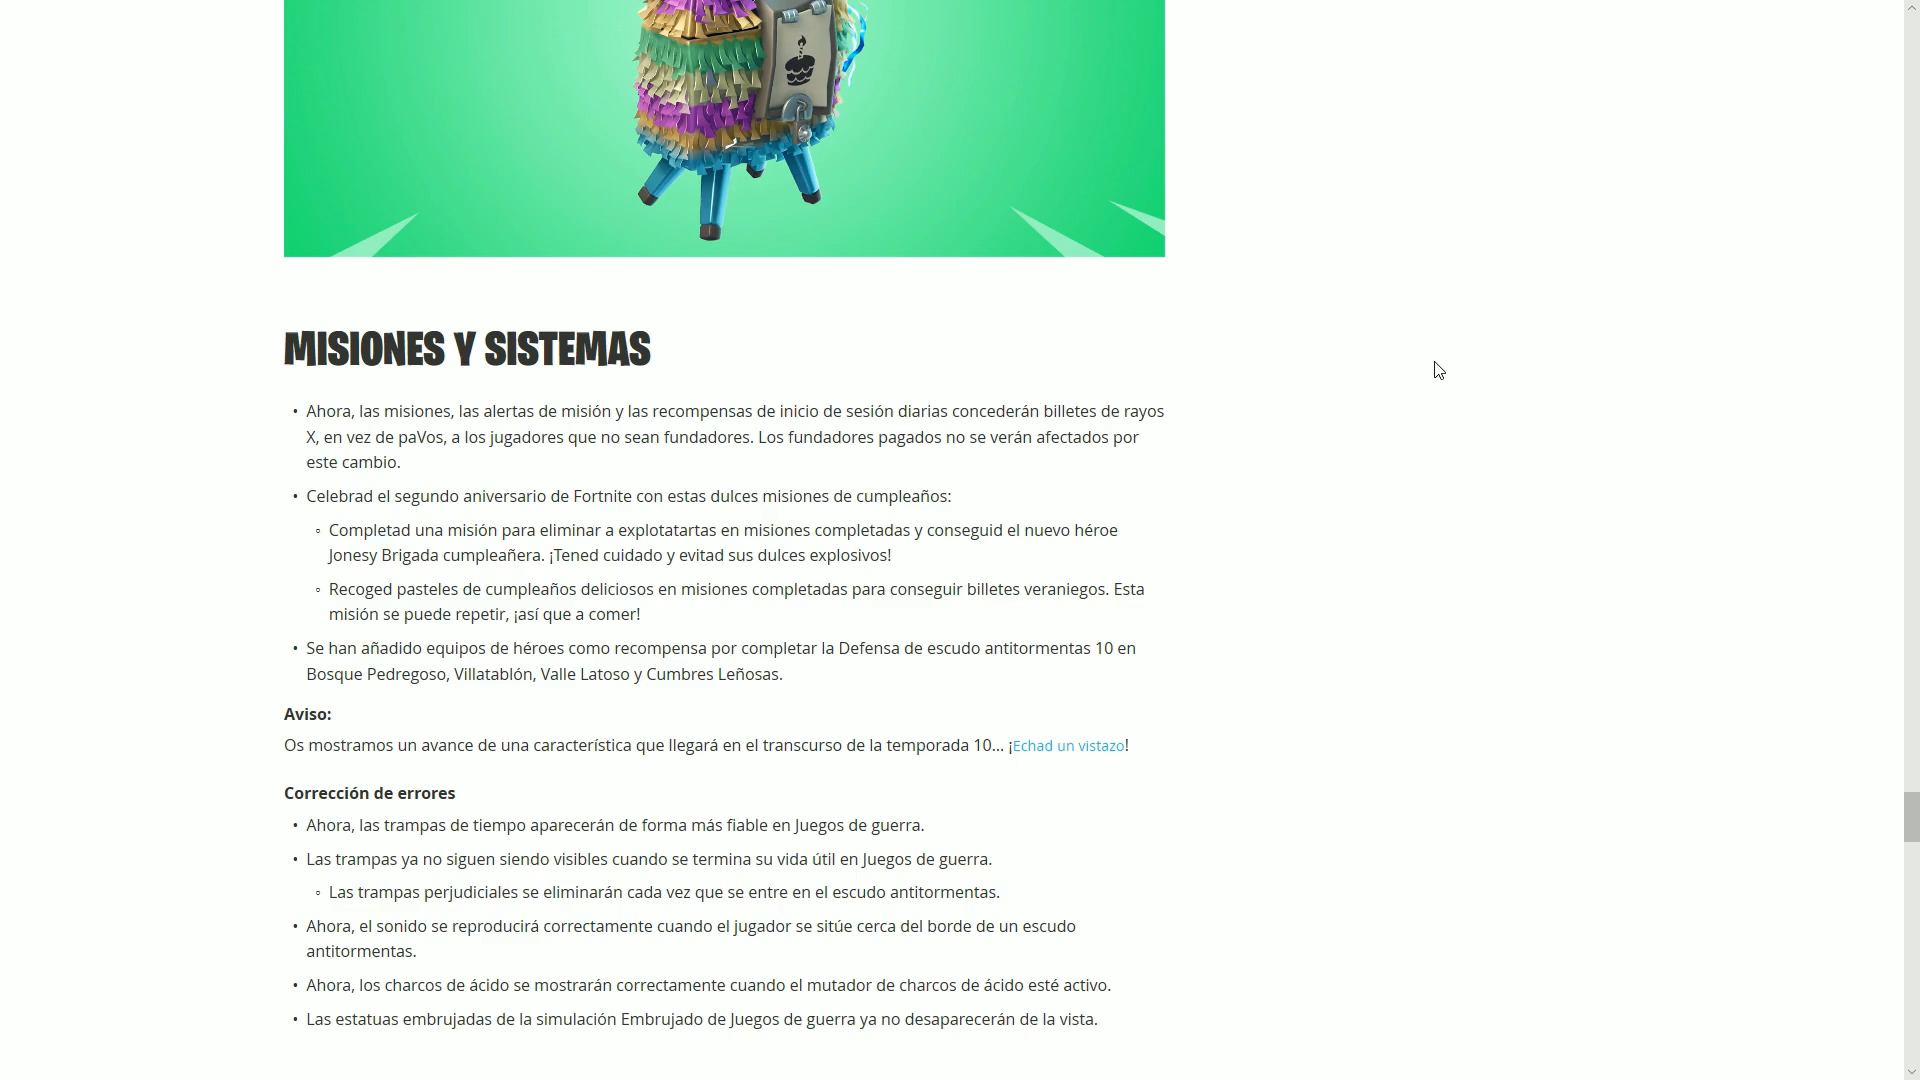 MISIONES Y SISTEMAS
• Ahora, las misiones, las alertas de misión y las recompensas de inicio de sesión diarias concederán billetes de rayos
X, en vez de paVos, a los jugadores que no sean fundadores. Los fundadores pagados no se verán afectados por
este cambio.
• Celebrad el segundo aniversario de Fortnite con estas dulces misiones de cumpleaños:
◦ Completad una misión para eliminar a explotatartas en misiones completadas y conseguid el nuevo héroe
Jonesy Brigada cumpleañera. ¡Tened cuidado y evitad sus dulces explosivos!
◦ Recoged pasteles de cumpleaños deliciosos en misiones completadas para conseguir billetes veraniegos. Esta
misión se puede repetir, ¡así que a comer!
• Se han añadido equipos de héroes como recompensa por completar la Defensa de escudo antitormentas 10 en
Bosque Pedregoso, Villatablón, Valle Latoso y Cumbres Leñosas.
Aviso:
Os mostramos un avance de una característica que llegará en el transcurso de la temporada 10... ¡Echad un vistazo!
Corrección de errores
• Ahora, las trampas de tiempo aparecerán de forma más fiable en Juegos de guerra.
• Las trampas ya no siguen siendo visibles cuando se termina su vida útil en Juegos de guerra.
◦ Las trampas perjudiciales se eliminarán cada vez que se entre en el escudo antitormentas.
• Ahora, el sonido se reproducirá correctamente cuando el jugador se sitúe cerca del borde de un escudo
antitormentas.
• Ahora, los charcos de ácido se mostrarán correctamente cuando el mutador de charcos de ácido esté activo.
• Las estatuas embrujadas de la simulación Embrujado de Juegos de guerra ya no desaparecerán de la vista.